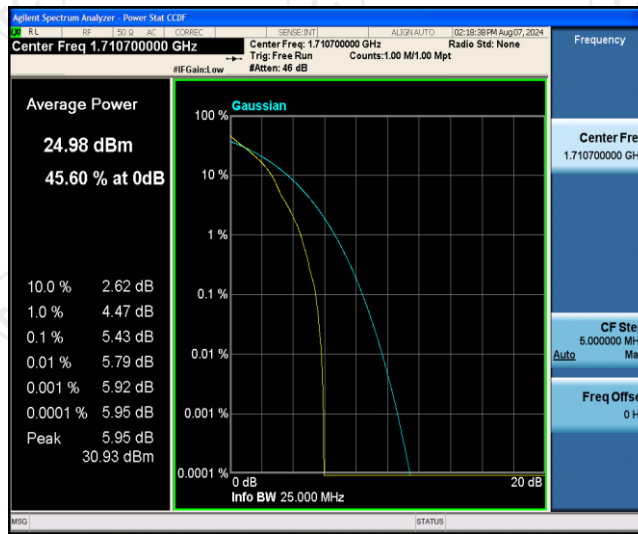 Agilent Spectrum Analyzer - Power Stat CCDF
RL RF 50 Ω AC CORREC SENSE:INT ALIGN AUTO 02:18:38 PM Aug 07, 2024
Center Freq 1.710700000 GHz
Center Freq: 1.710700000 GHz Radio Std: None
Trig: Free Run Counts:1.00 M/1.00 Mpt
#IFGain:Low #Atten: 46 dB
Frequency
Average Power
24.98 dBm
45.60 % at 0dB
10.0 % 2.62 dB
1.0 % 4.47 dB
0.1 % 5.43 dB
0.01 % 5.79 dB
0.001 % 5.92 dB
0.0001 % 5.95 dB
Peak 5.95 dB
30.93 dBm
Gaussian
100 %
10 %
1 %
0.1 %
0.01 %
0.001 %
0.0001 %
0 dB 20 dB
Info BW 25.000 MHz
Center Fre
1.710700000 GH
CF Ste
5.000000 MH
Auto Ma
Freq Offse
0 H
MSG STATUS